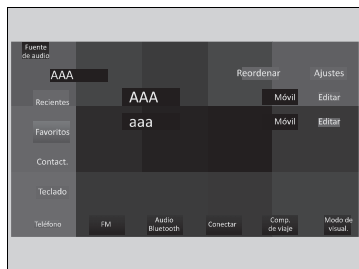 Fuente
de audio
AAA
Reordenar
Ajustes
Recientes
AAA
Móvil
Editar
Favoritos
aaa
Móvil
Editar
Contact.
Teclado
Teléfono
FM
Audio
Bluetooth
Conectar
Comp.
de viaje
Modo de
visual.